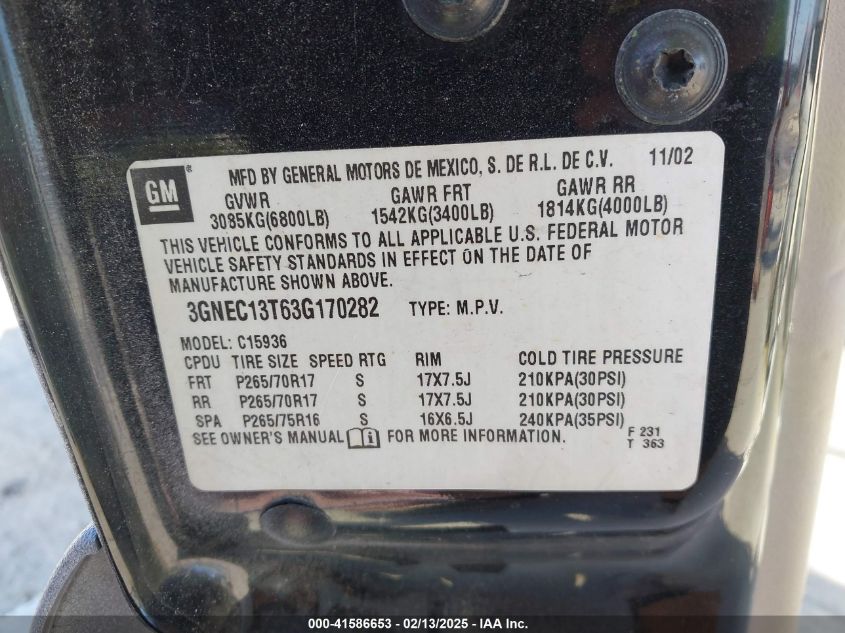 GM
MFD BY GENERAL MOTORS DE MEXICO, S. DE R.L. DE C.V. 11/02
GVWR GAWR FRT GAWR RR
3085KG(6800LB) 1542KG(3400LB) 1814KG(4000LB)
THIS VEHICLE CONFORMS TO ALL APPLICABLE U.S. FEDERAL MOTOR
VEHICLE SAFETY STANDARDS IN EFFECT ON THE DATE OF
MANUFACTURE SHOWN ABOVE.
3GNEC13T63G170282 TYPE: M.P.V.
MODEL: C15936
CPDU TIRE SIZE SPEED RTG RIM COLD TIRE PRESSURE
FRT P265/70R17 S 17X7.5J 210KPA(30PSI)
RR P265/70R17 S 17X7.5J 210KPA(30PSI)
SPA P265/75R16 S 16X6.5J 240KPA(35PSI)
SEE OWNER'S MANUAL FOR MORE INFORMATION.
F 231
T 363
000-41586653 - 02/13/2025 - IAA Inc.